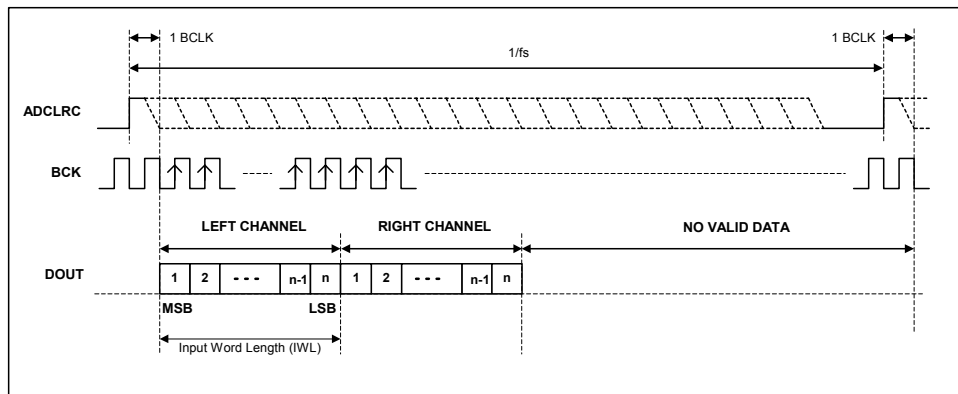 1 BCLK
1 BCLK
1/fs
ADCLRC
BCK
LEFT CHANNEL
RIGHT CHANNEL
NO VALID DATA
DOUT
1 2 - - - n-1 n 1 2 - - - n-1 n
MSB
LSB
Input Word Length (IWL)